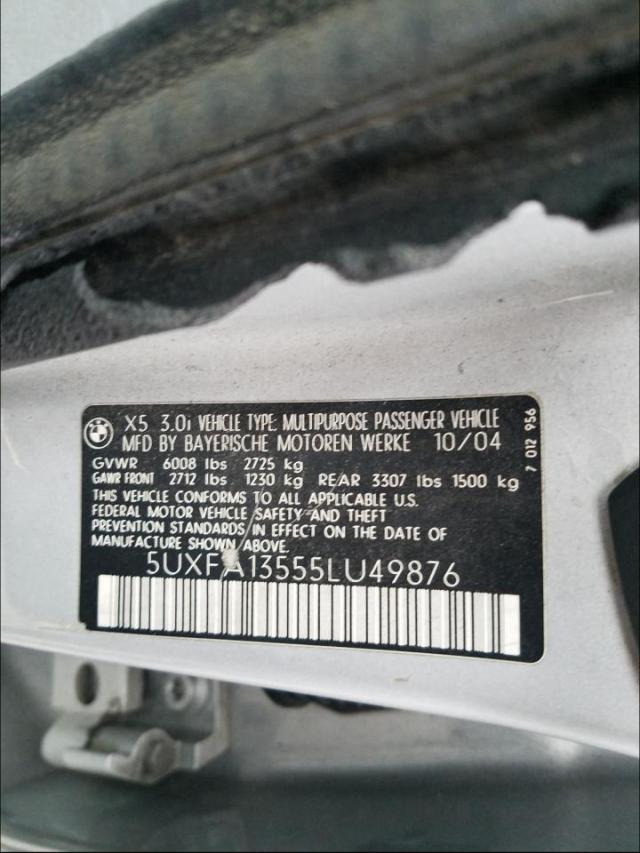 X5 3.0i VEHICLE TYPE. MULTIPURPOSE PASSENGER VEHICLE
MFD BY BAYERISCHE MOTOREN WERKE 10/04
GVWR 6008 lbs 2725 kg
GAWR FRONT 2712 lbs 1230 kg REAR 3307 lbs 1500 kg
THIS VEHICLE CONFORMS TO ALL APPLICABLE U.S.
FEDERAL MOTOR VEHICLE SAFETY AND THEFT
PREVENTION STANDARDS IN EFFECT ON THE DATE OF
MANUFACTURE SHOWN ABOVE.
5UXFA13555LU49876
7 012 956